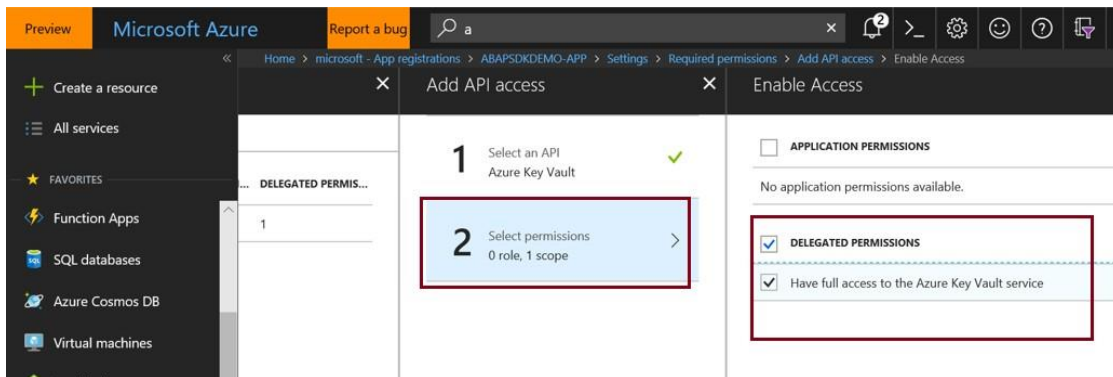 Preview
Microsoft Azure
Report a bug
a
2
Home > microsoft - App registrations > ABAPSDKDEMO-APP > Settings > Required permissions > Add API access > Enable Access
Create a resource
All services
FAVORITES
Function Apps
SQL databases
Azure Cosmos DB
Virtual machines
... DELEGATED PERMIS...
1
Add API access
1
Select an API
Azure Key Vault
2
Select permissions
0 role, 1 scope
Enable Access
APPLICATION PERMISSIONS
No application permissions available.
DELEGATED PERMISSIONS
Have full access to the Azure Key Vault service